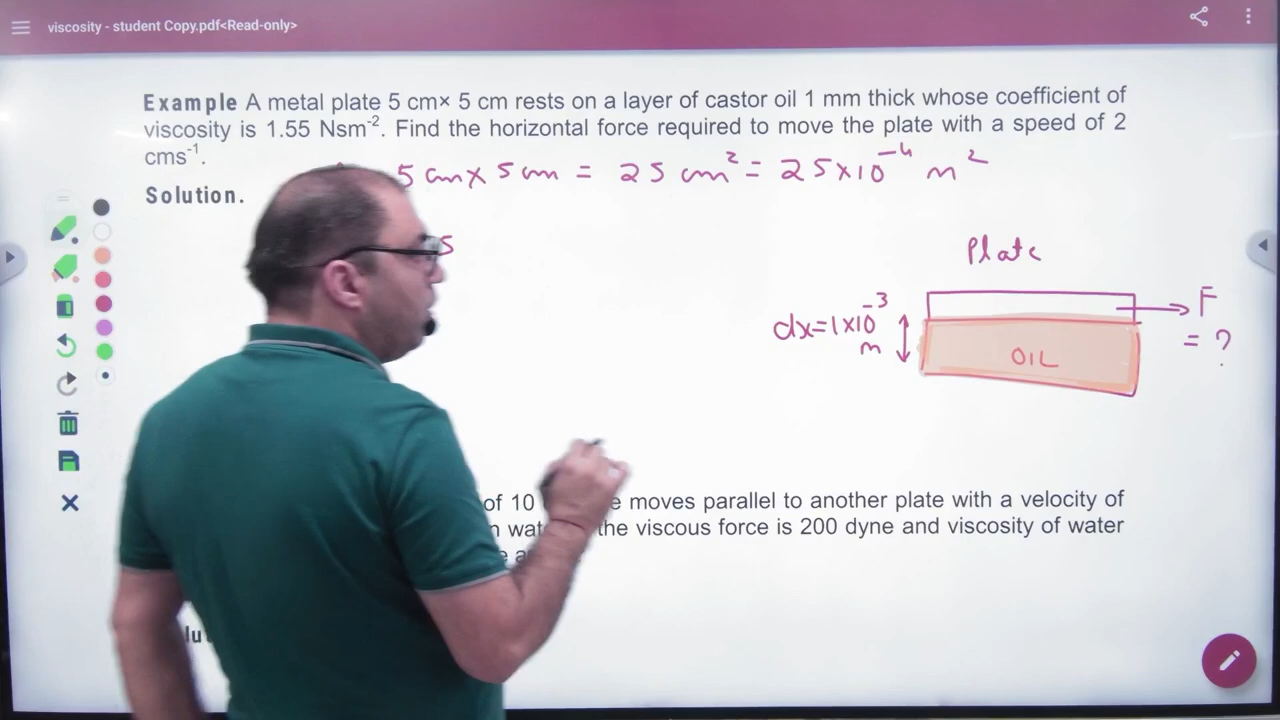 viscosity - student Copy.pdf<Read-only>
Example A metal plate 5 cm× 5 cm rests on a layer of castor oil 1 mm thick whose coefficient of
viscosity is 1.55 Nsm⁻². Find the horizontal force required to move the plate with a speed of 2
cms⁻¹.
5 cm x 5 cm = 25 cm² = 25x10⁻⁴ m²
Solution.
5
Plate
dx=1x10⁻³
m
F
= ?
OIL
of 10 moves parallel to another plate with a velocity of
the viscous force is 200 dyne and viscosity of water